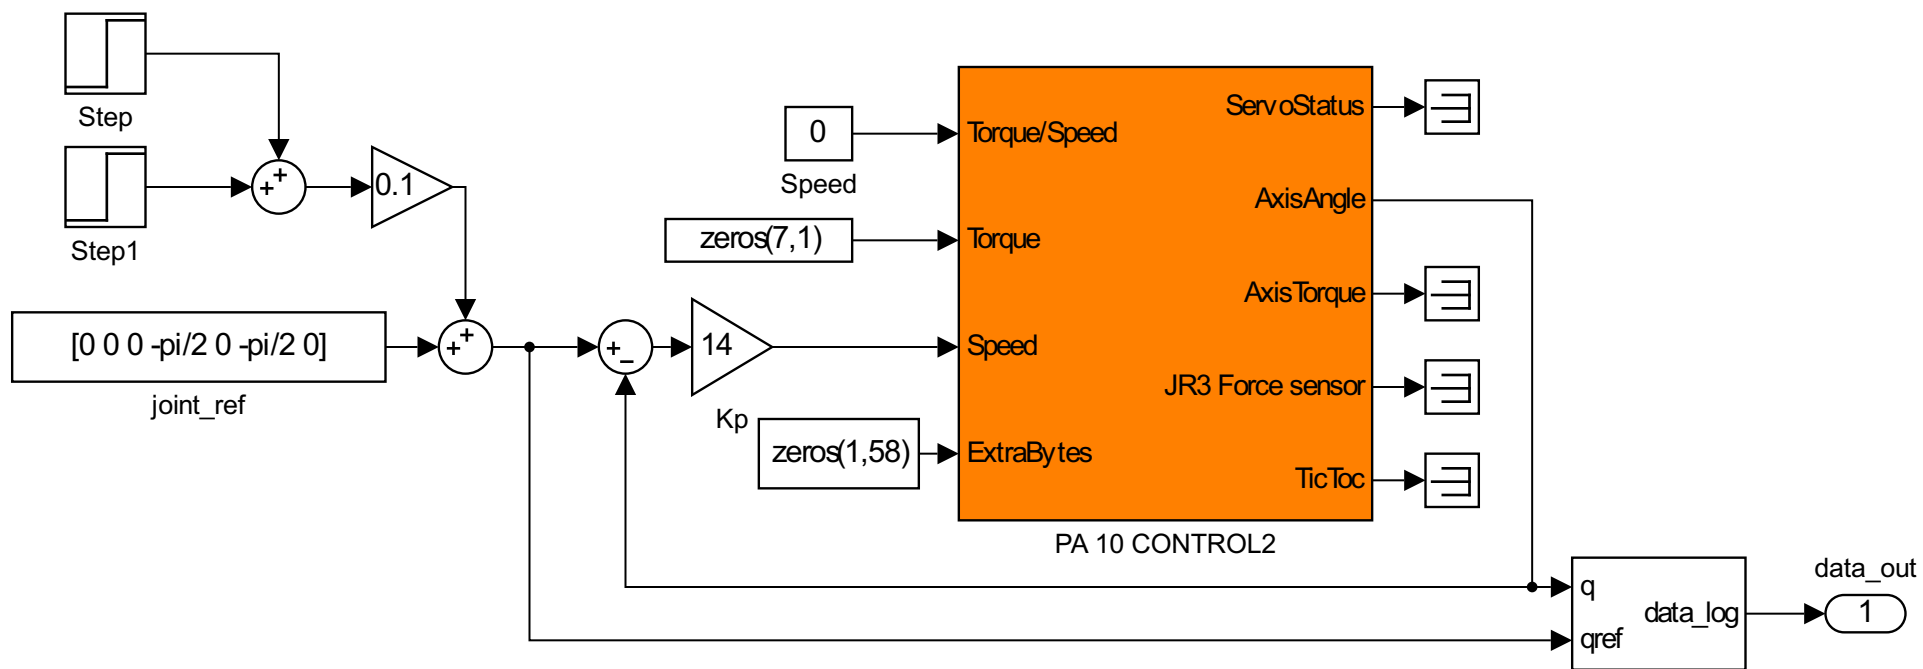 Step
+
+
0.1
Step1
[0 0 0 -pi/2 0 -pi/2 0]
joint_ref
+
+
+
−
14
Kp
0
Speed
zeros(7,1)
zeros(1,58)
Torque/Speed
Torque
Speed
ExtraBytes
ServoStatus
AxisAngle
AxisTorque
JR3 Force sensor
TicToc
PA 10 CONTROL2
q
qref
data_log
data_out
1